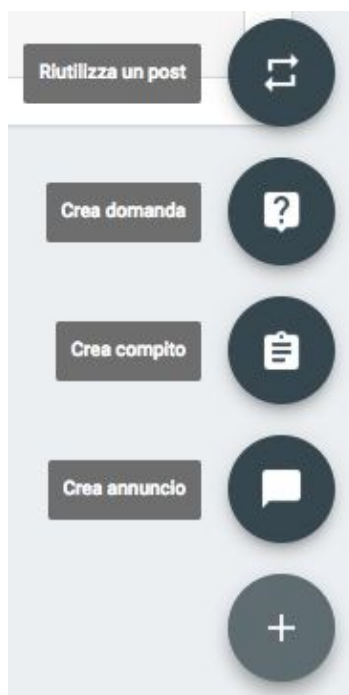 Riutilizza un post
Crea domanda
Crea compito
Crea annuncio